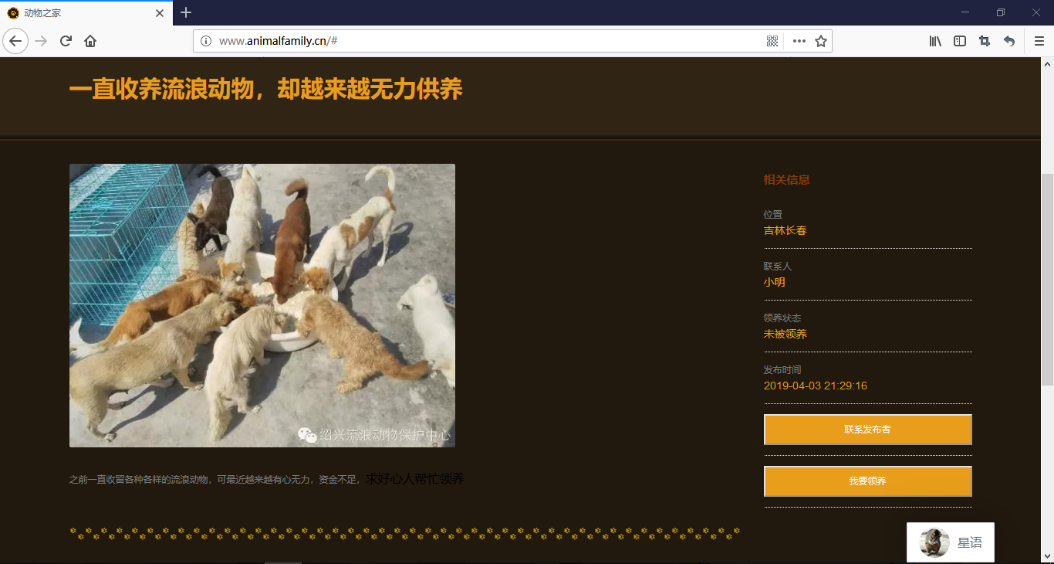 动物之家
www.animalfamily.cn/#
一直收养流浪动物，却越来越无力供养
绍兴流浪动物保护中心
之前一直收留各种各样的流浪动物，可最近越来越有心无力，资金不足，求好心人帮忙领养
相关信息
位置
吉林长春
联系人
小明
领养状态
未被领养
发布时间
2019-04-03 21:29:16
联系发布者
我要领养
星语